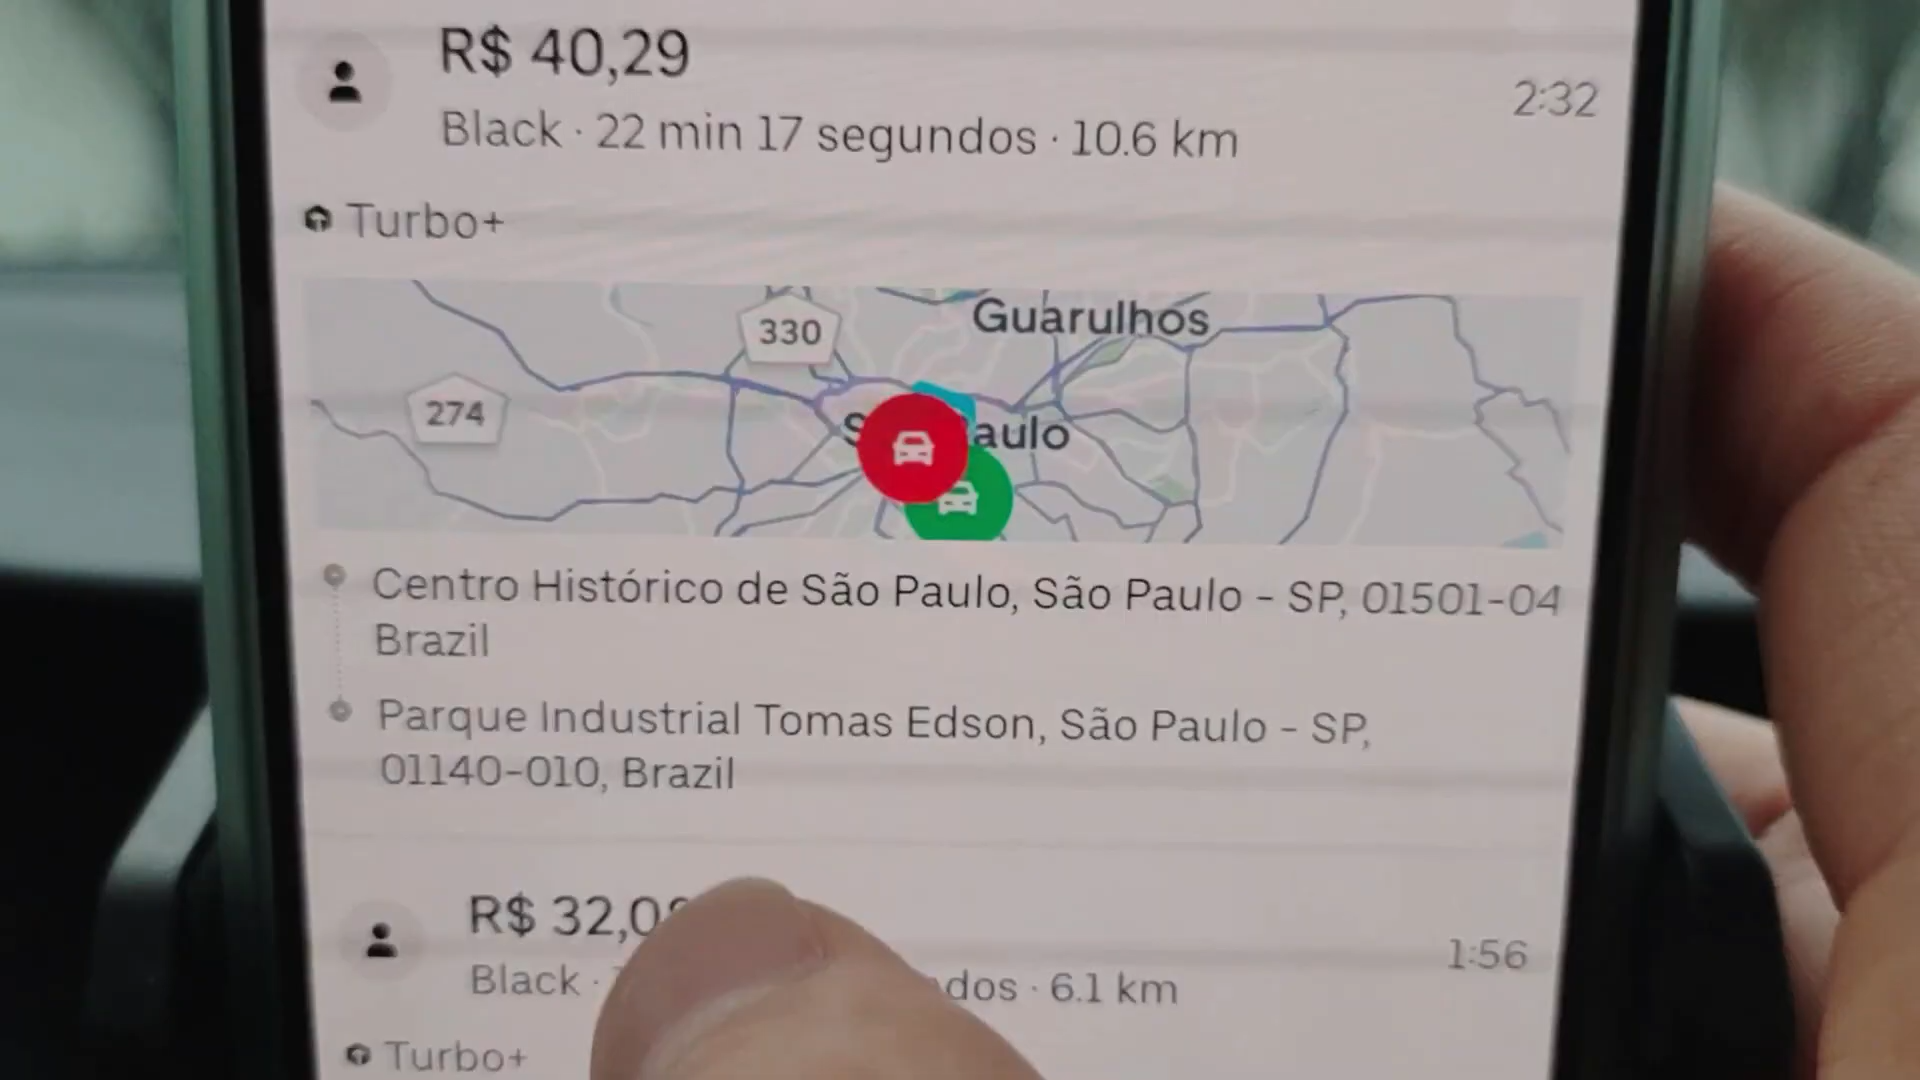 R$ 40,29
2:32
Black · 22 min 17 segundos · 10.6 km
Turbo+
Guarulhos
330
274
aulo
Centro Histórico de São Paulo, São Paulo - SP, 01501-04
Brazil
Parque Industrial Tomas Edson, São Paulo - SP,
01140-010, Brazil
R$ 32,0
1:56
Black · dos · 6.1 km
Turbo+